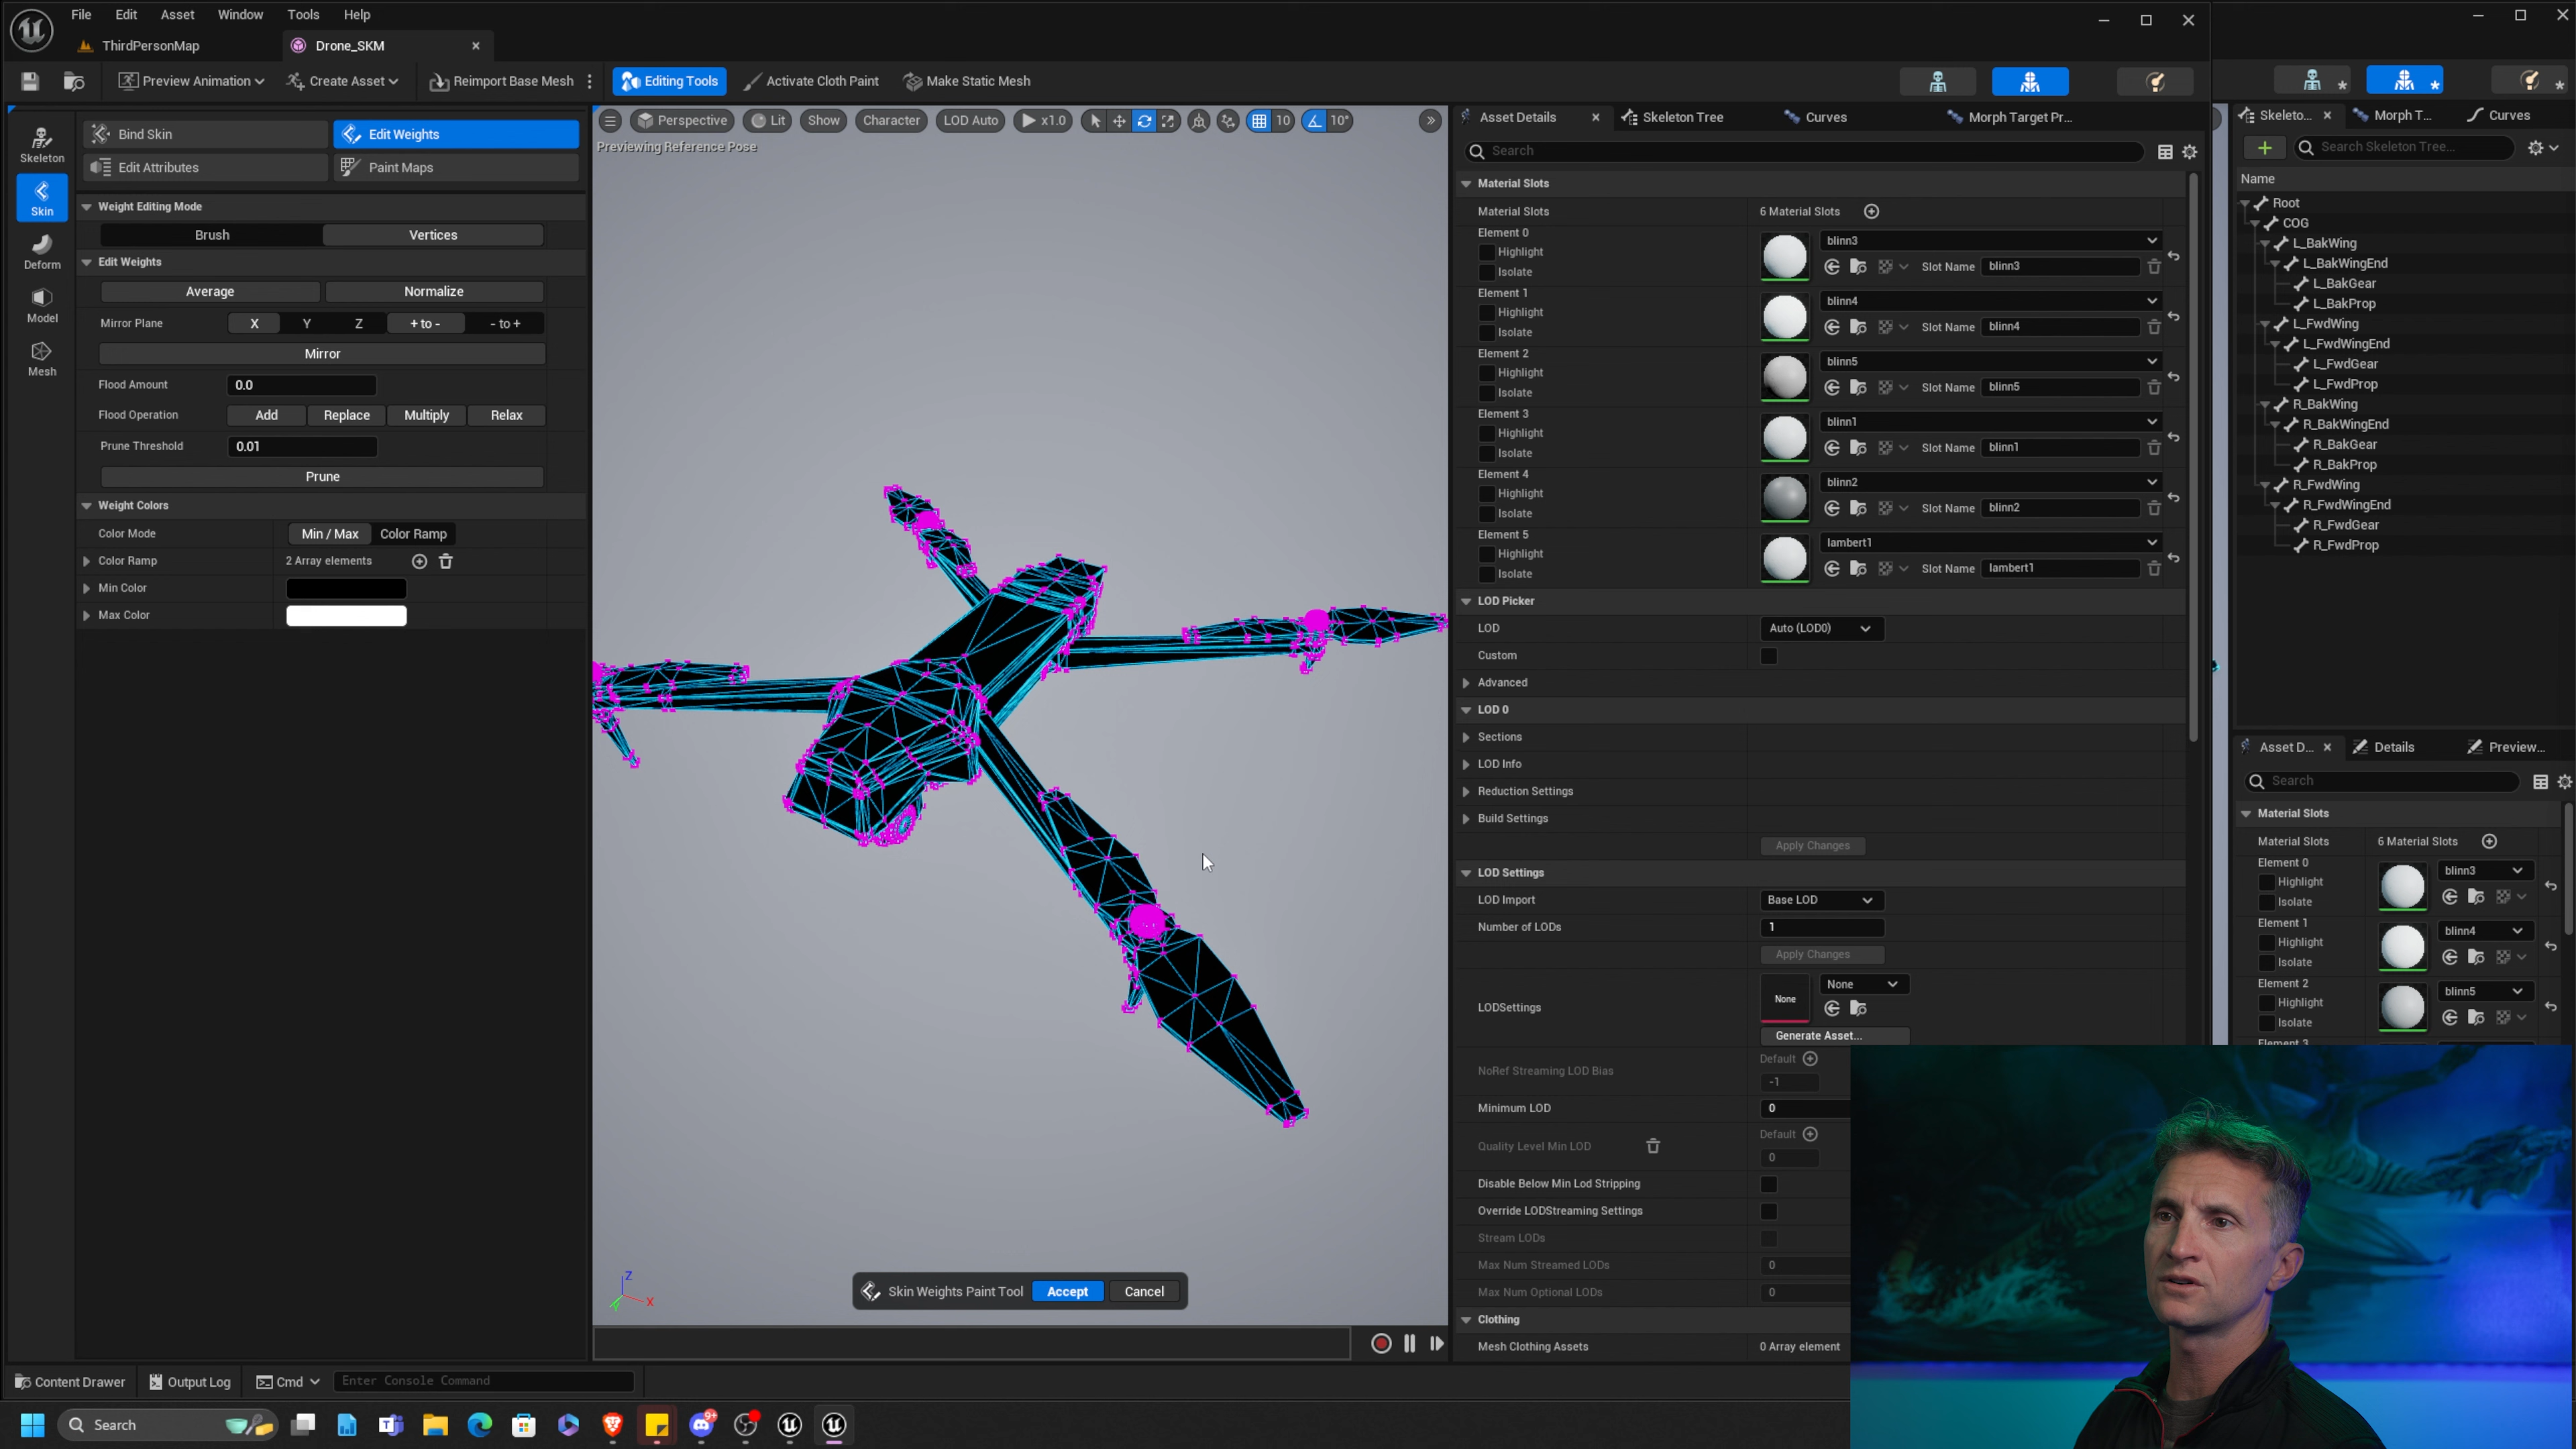 File Edit Asset Window Tools Help
ThirdPersonMap
Drone_SKM
Preview Animation
Create Asset
Reimport Base Mesh
Editing Tools
Activate Cloth Paint
Make Static Mesh
Skeleton
Skin
Deform
Model
Mesh
Bind Skin
Edit Weights
Edit Attributes
Paint Maps
Weight Editing Mode
Brush
Vertices
Edit Weights
Average
Normalize
Mirror Plane
X Y Z + to - - to +
Mirror
Flood Amount
0.0
Flood Operation
Add Replace Multiply Relax
Prune Threshold
0.01
Prune
Weight Colors
Color Mode
Min / Max
Color Ramp
Color Ramp
2 Array elements
Min Color
Max Color
Perspective
Lit
Show
Character
LOD Auto
x1.0
10
10°
Previewing Reference Pose
Z
X
Skin Weights Paint Tool
Accept
Cancel
Asset Details
Skeleton Tree
Curves
Morph Target Pr...
Search
Material Slots
Material Slots
6 Material Slots
Element 0
Highlight
Isolate
blinn3
Slot Name
blinn3
Element 1
Highlight
Isolate
blinn4
Slot Name
blinn4
Element 2
Highlight
Isolate
blinn5
Slot Name
blinn5
Element 3
Highlight
Isolate
blinn1
Slot Name
blinn1
Element 4
Highlight
Isolate
blinn2
Slot Name
blinn2
Element 5
Highlight
Isolate
lambert1
Slot Name
lambert1
LOD Picker
LOD
Auto (LOD0)
Custom
Advanced
LOD 0
Sections
LOD Info
Reduction Settings
Build Settings
Apply Changes
LOD Settings
LOD Import
Base LOD
Number of LODs
1
Apply Changes
LODSettings
None
None
Generate Asset...
NoRef Streaming LOD Bias
Default
-1
Minimum LOD
0
Quality Level Min LOD
Default
0
Disable Below Min Lod Stripping
Override LODStreaming Settings
Stream LODs
Max Num Streamed LODs
0
Max Num Optional LODs
0
Clothing
Mesh Clothing Assets
0 Array element
Skeleto...
Morph T...
Curves
Search Skeleton Tree...
Name
Root
COG
L_BakWing
L_BakWingEnd
L_BakGear
L_BakProp
L_FwdWing
L_FwdWingEnd
L_FwdGear
L_FwdProp
R_BakWing
R_BakWingEnd
R_BakGear
R_BakProp
R_FwdWing
R_FwdWingEnd
R_FwdGear
R_FwdProp
Asset D...
Details
Preview...
Search
Material Slots
Material Slots
6 Material Slots
Element 0
Highlight
Isolate
blinn3
Element 1
Highlight
Isolate
blinn4
Element 2
Highlight
Isolate
blinn5
Element 3
Content Drawer
Output Log
Cmd
Enter Console Command
Search
9+